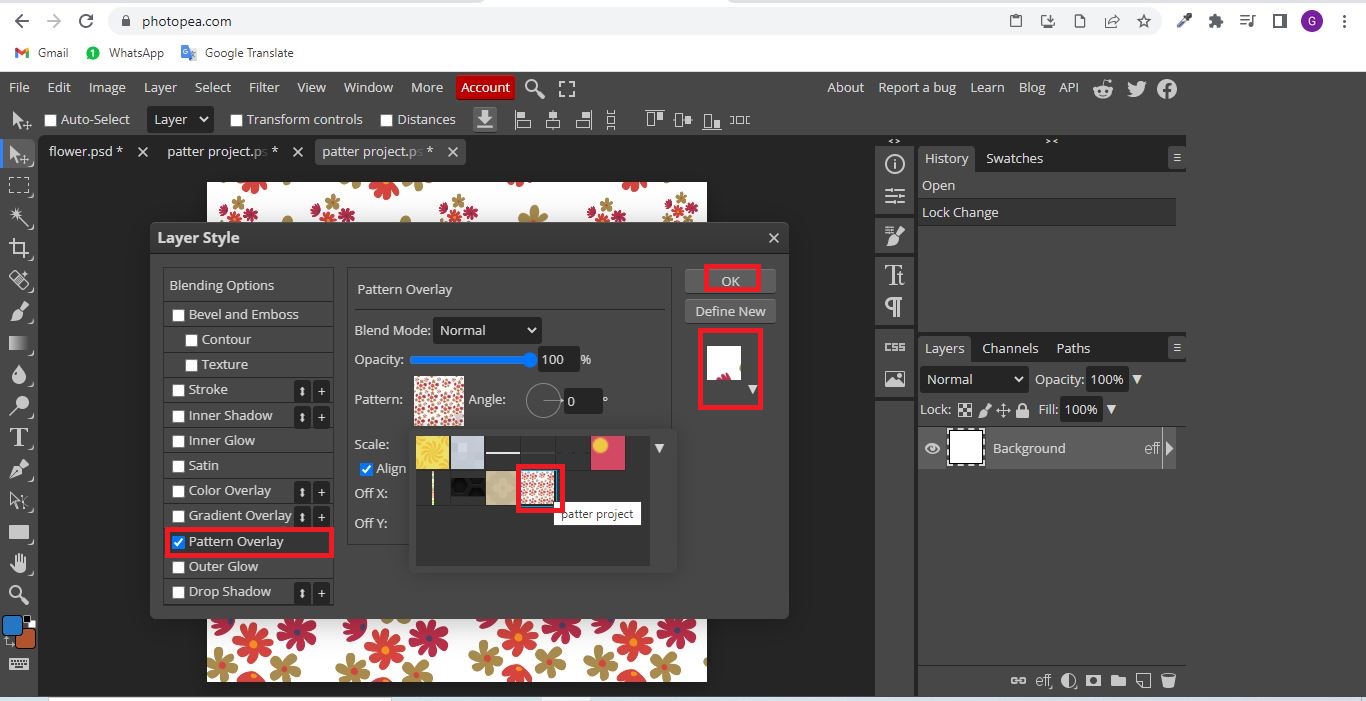 photopea.com
G
Gmail
1
WhatsApp
Google Translate
File Edit Image Layer Select Filter View Window More Account
About Report a bug Learn Blog API
Auto-Select Layer Transform controls Distances
flower.psd * patter project.ps * patter project.ps *
History Swatches
Open
Lock Change
Layer Style
Blending Options
Bevel and Emboss
Contour
Texture
Stroke
Inner Shadow
Inner Glow
Satin
Color Overlay
Gradient Overlay
Pattern Overlay
Outer Glow
Drop Shadow
Pattern Overlay
Blend Mode: Normal
Opacity: 100 %
Pattern: Angle: 0 °
Scale:
Align
Off X:
Off Y:
patter project
OK
Define New
CSS
Layers Channels Paths
Normal Opacity: 100%
Lock: Fill: 100%
Background eff
eff